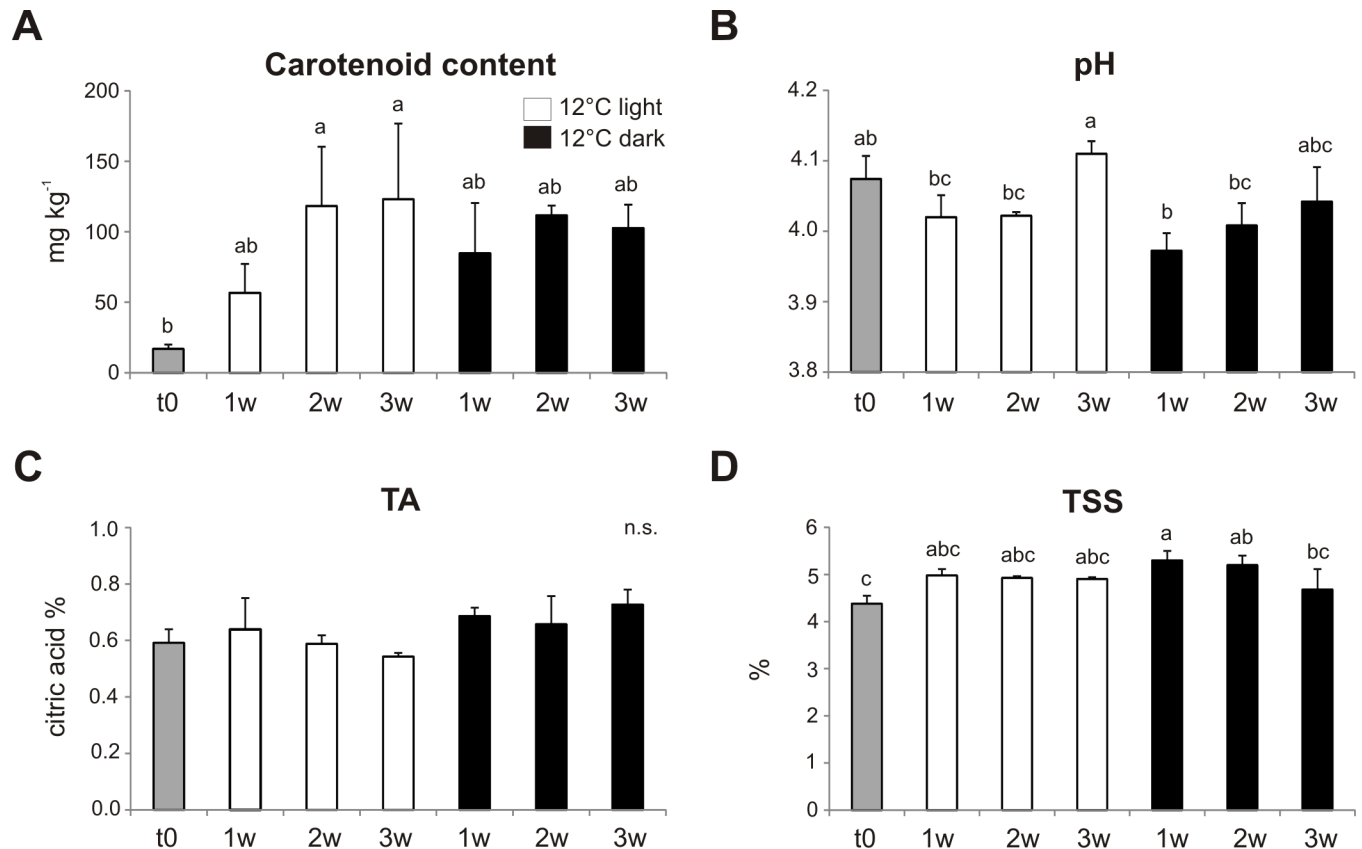 A
Carotenoid content
200
150
100
50
0
mg kg-1
12°C light
12°C dark
b
ab
a
a
ab
ab
ab
t0 1w 2w 3w 1w 2w 3w
B
pH
4.2
4.1
4.0
3.9
3.8
ab
bc
bc
a
b
bc
abc
t0 1w 2w 3w 1w 2w 3w
C
TA
1.0
0.8
0.6
0.4
0.2
0.0
citric acid %
n.s.
t0 1w 2w 3w 1w 2w 3w
D
TSS
6
5
4
3
2
1
0
%
c
abc
abc
abc
a
ab
bc
t0 1w 2w 3w 1w 2w 3w